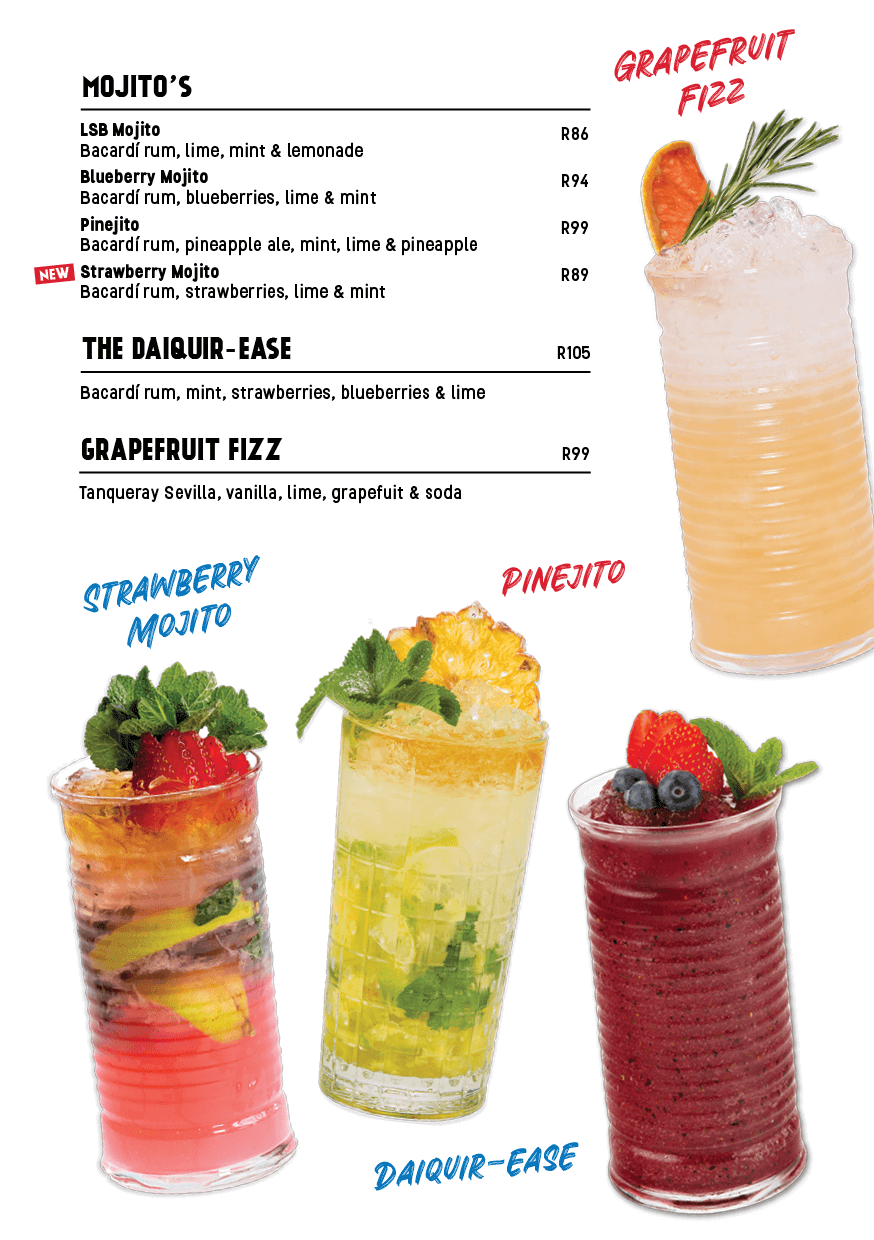 MOJITO'S
LSB Mojito R86
Bacardí rum, lime, mint & lemonade
Blueberry Mojito R94
Bacardí rum, blueberries, lime & mint
Pinejito R99
Bacardí rum, pineapple ale, mint, lime & pineapple
NEW Strawberry Mojito R89
Bacardí rum, strawberries, lime & mint
THE DAIQUIR-EASE R105
Bacardí rum, mint, strawberries, blueberries & lime
GRAPEFRUIT FIZZ R99
Tanqueray Sevilla, vanilla, lime, grapefuit & soda
GRAPEFRUIT
FIZZ
STRAWBERRY
MOJITO
PINEJITO
DAIQUIR-EASE